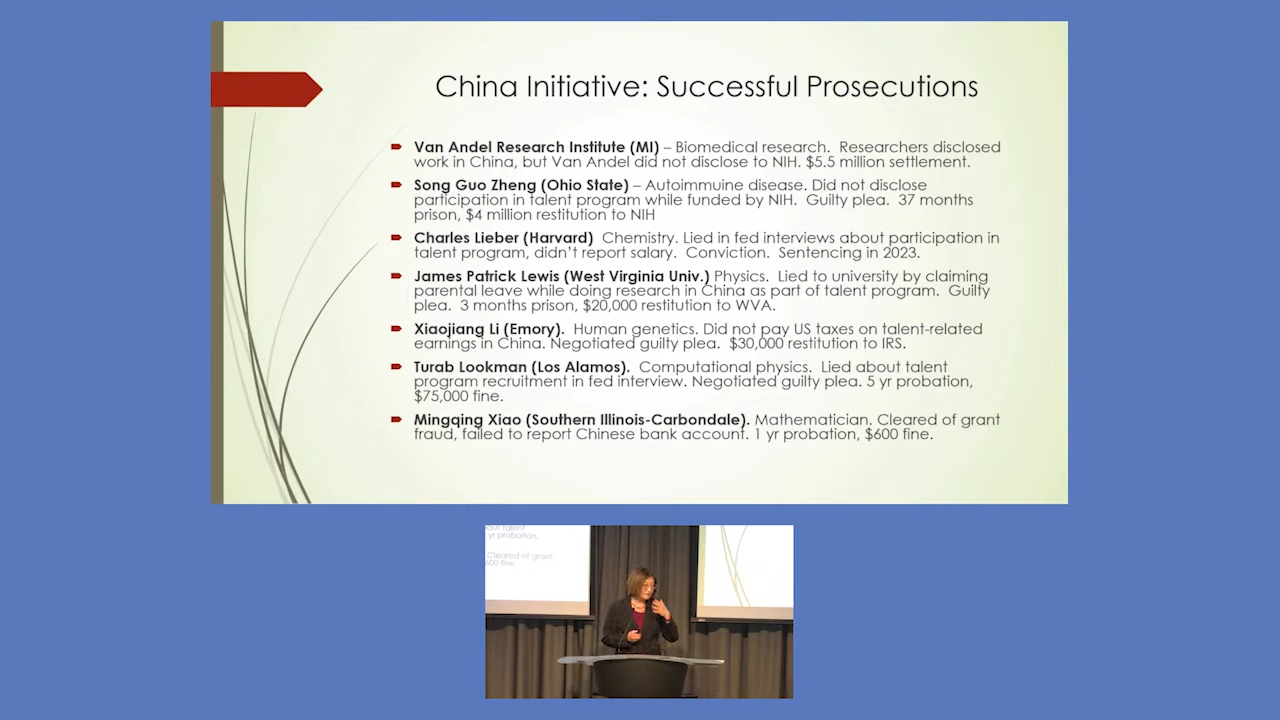 China Initiative: Successful Prosecutions
Van Andel Research Institute (MI) – Biomedical research. Researchers disclosed
work in China, but Van Andel did not disclose to NIH. $5.5 million settlement.
Song Guo Zheng (Ohio State) – Autoimmuine disease. Did not disclose
participation in talent program while funded by NIH. Guilty plea. 37 months
prison, $4 million restitution to NIH
Charles Lieber (Harvard) Chemistry. Lied in fed interviews about participation in
talent program, didn't report salary. Conviction. Sentencing in 2023.
James Patrick Lewis (West Virginia Univ.) Physics. Lied to university by claiming
parental leave while doing research in China as part of talent program. Guilty
plea. 3 months prison, $20,000 restitution to WVA.
Xiaojiang Li (Emory). Human genetics. Did not pay US taxes on talent-related
earnings in China. Negotiated guilty plea. $30,000 restitution to IRS.
Turab Lookman (Los Alamos). Computational physics. Lied about talent
program recruitment in fed interview. Negotiated guilty plea. 5 yr probation,
$75,000 fine.
Mingqing Xiao (Southern Illinois-Carbondale). Mathematician. Cleared of grant
fraud, failed to report Chinese bank account. 1 yr probation, $600 fine.
out talent
yr probation,
Cleared of grant
600 fine.